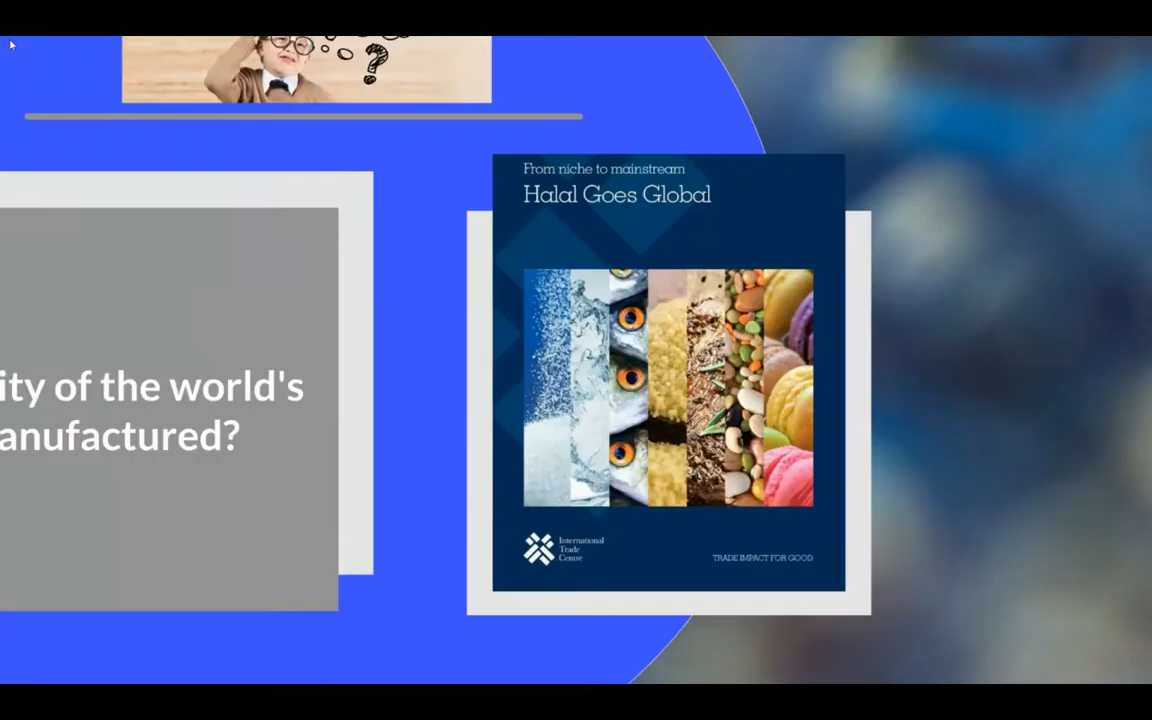 ?
From niche to mainstream
Halal Goes Global
ity of the world's
anufactured?
International
Trade
Centre
TRADE IMPACT FOR GOOD